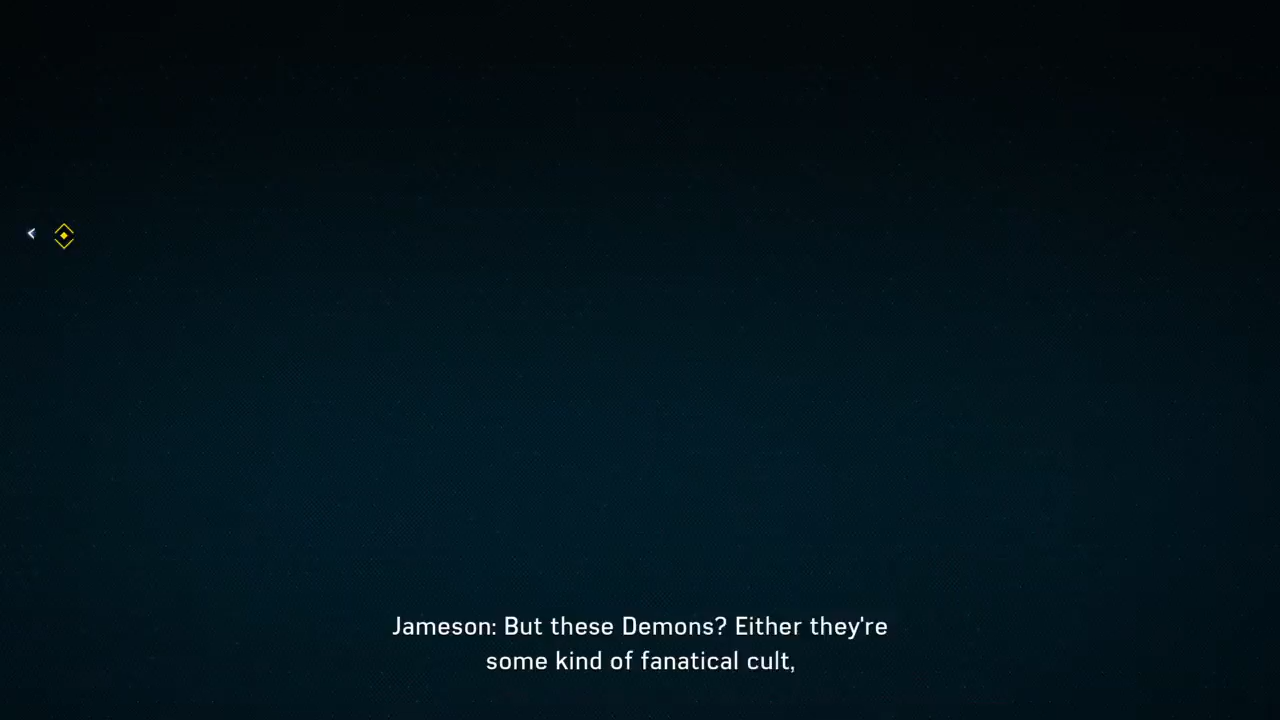 Jameson: But these Demons? Either they're
some kind of fanatical cult,